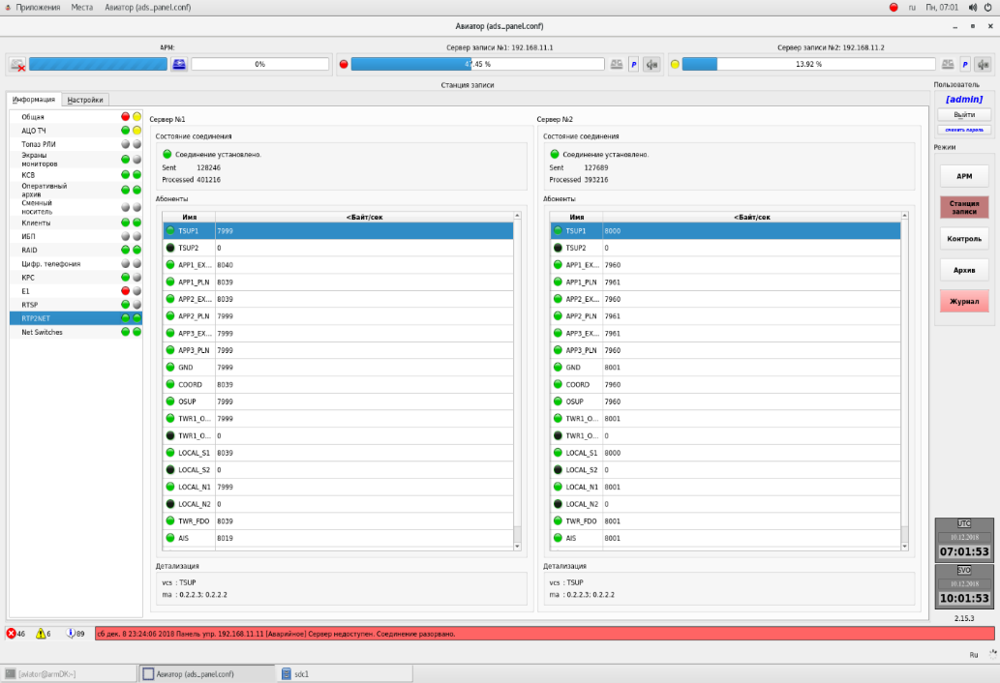 Приложения Места Авиатор (ads_panel.conf) ru Пн, 07:01
Авиатор (ads_panel.conf)
АРМ: Сервер записи №1: 192.168.11.1 Сервер записи №2: 192.168.11.2
0% 47.45 % P 13.92 % P
Станция записи
Информация Настройки
Общая
АЦО ТЧ
Топаз РЛИ
Экраны
мониторов
КСВ
Оперативный
архив
Сменный
носитель
Клиенты
ИБП
RAID
Цифр. телефония
КРС
E1
RTSP
RTP2NET
Net Switches
Сервер №1
Состояние соединения
Соединение установлено.
Sent 128246
Processed 401216
Абоненты
Имя <Байт/сек
TSUP1 7999
TSUP2 0
APP1_EX... 8040
APP1_PLN 8039
APP2_EX... 8039
APP2_PLN 7999
APP3_EX... 7999
APP3_PLN 7999
GND 7999
COORD 8039
OSUP 7999
TWR1_O... 7999
TWR1_O... 0
LOCAL_S1 8039
LOCAL_S2 0
LOCAL_N1 7999
LOCAL_N2 0
TWR_FDO 8039
AIS 8019
Детализация
vcs : TSUP
ma : 0.2.2.3; 0.2.2.2
Сервер №2
Состояние соединения
Соединение установлено.
Sent 127689
Processed 393216
Абоненты
Имя <Байт/сек
TSUP1 8000
TSUP2 0
APP1_EX... 7960
APP1_PLN 7961
APP2_EX... 7960
APP2_PLN 7961
APP3_EX... 7961
APP3_PLN 7960
GND 8001
COORD 7960
OSUP 7960
TWR1_O... 8001
TWR1_O... 0
LOCAL_S1 8000
LOCAL_S2 0
LOCAL_N1 8001
LOCAL_N2 0
TWR_FDO 8001
AIS 8001
Детализация
vcs : TSUP
ma : 0.2.2.3; 0.2.2.2
Пользователь
[admin]
Выйти
сменить пароль
Режим
АРМ
Станция
записи
Контроль
Архив
Журнал
UTC
10.12.2018
07:01:53
SVO
10.12.2018
10:01:53
2.15.3
46 6 89 сб дек. 8 23:24:06 2018 Панель упр. 192.168.11.11 [Аварийное] Сервер недоступен. Соединение разорвано.
Ru
[aviator@armDK:~] Авиатор (ads_panel.conf) sdc1